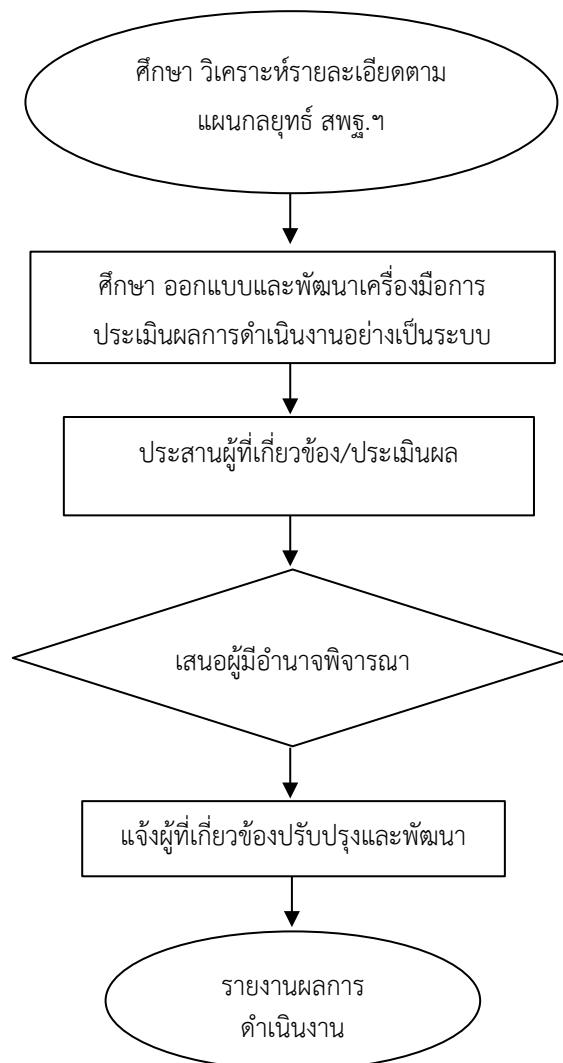 ศึกษา วิเคราะห์รายละเอียดตาม
แผนกลยุทธ์ สพฐ.ฯ
ศึกษา ออกแบบและพัฒนาเครื่องมือการ
ประเมินผลการดำเนินงานอย่างเป็นระบบ
ประสานผู้ที่เกี่ยวข้อง/ประเมินผล
เสนอผู้มีอำนาจพิจารณา
แจ้งผู้ที่เกี่ยวข้องปรับปรุงและพัฒนา
รายงานผลการ
ดำเนินงาน